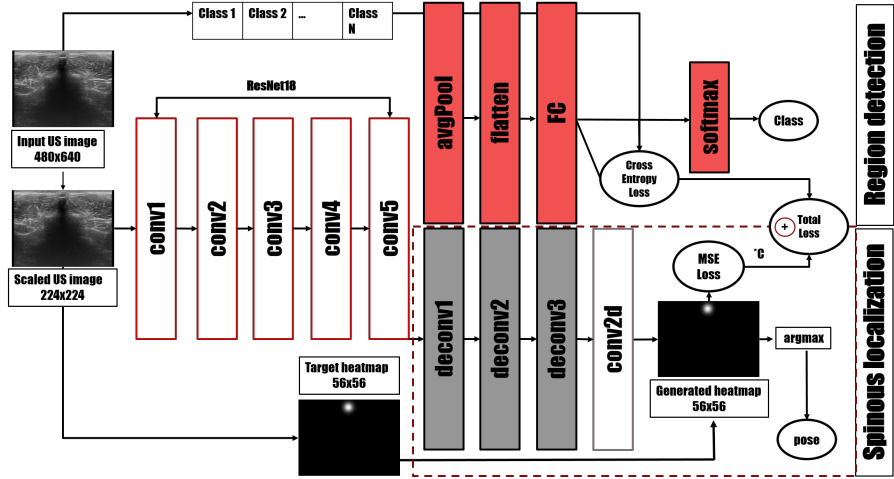 Class 1 Class 2 ... Class N
ResNet18
Input US image
480x640
Scaled US image
224x224
conv1
conv2
conv3
conv4
conv5
avgPool
flatten
FC
softmax
Class
Cross
Entropy
Loss
+ Total
Loss
Region detection
deconv1
deconv2
deconv3
conv2d
MSE
Loss
*C
argmax
Generated heatmap
56x56
pose
Target heatmap
56x56
Spinous localization